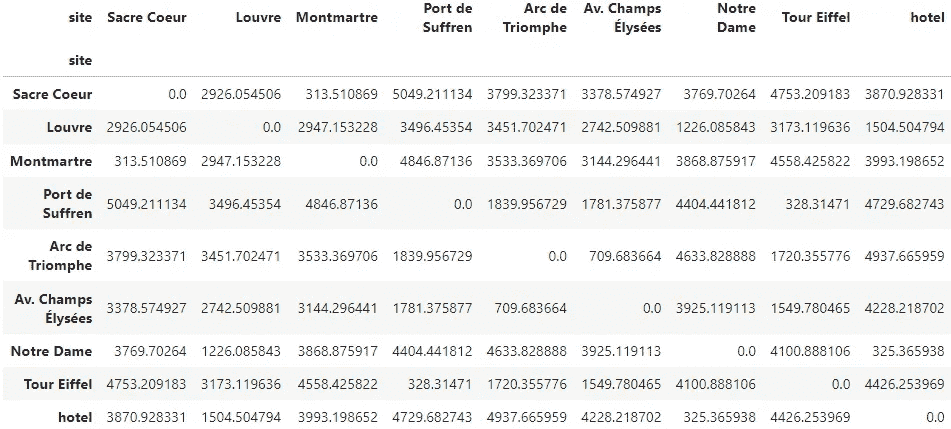 site Sacre Coeur Louvre Montmartre Port de Suffren Arc de Triomphe Av. Champs Élysées Notre Dame Tour Eiffel hotel
site
Sacre Coeur 0.0 2926.054506 313.510869 5049.211134 3799.323371 3378.574927 3769.70264 4753.209183 3870.928331
Louvre 2926.054506 0.0 2947.153228 3496.45354 3451.702471 2742.509881 1226.085843 3173.119636 1504.504794
Montmartre 313.510869 2947.153228 0.0 4846.87136 3533.369706 3144.296441 3868.875917 4558.425822 3993.198652
Port de Suffren 5049.211134 3496.45354 4846.87136 0.0 1839.956729 1781.375877 4404.441812 328.31471 4729.682743
Arc de Triomphe 3799.323371 3451.702471 3533.369706 1839.956729 0.0 709.683664 4633.828888 1720.355776 4937.665959
Av. Champs Élysées 3378.574927 2742.509881 3144.296441 1781.375877 709.683664 0.0 3925.119113 1549.780465 4228.218702
Notre Dame 3769.70264 1226.085843 3868.875917 4404.441812 4633.828888 3925.119113 0.0 4100.888106 325.365938
Tour Eiffel 4753.209183 3173.119636 4558.425822 328.31471 1720.355776 1549.780465 4100.888106 0.0 4426.253969
hotel 3870.928331 1504.504794 3993.198652 4729.682743 4937.665959 4228.218702 325.365938 4426.253969 0.0